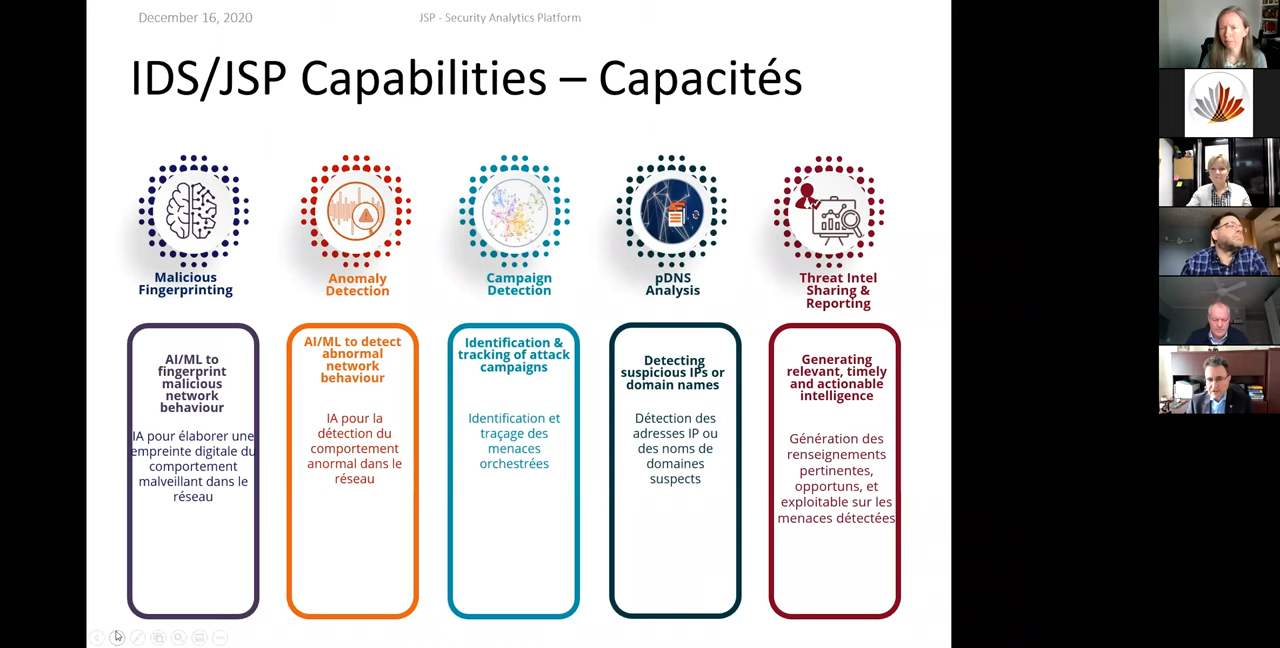 December 16, 2020
JSP - Security Analytics Platform
IDS/JSP Capabilities – Capacités
Malicious
Fingerprinting
Anomaly
Detection
Campaign
Detection
pDNS
Analysis
Threat Intel
Sharing &
Reporting
AI/ML to
fingerprint
malicious
network
behaviour
IA pour élaborer une
empreinte digitale du
comportement
malveillant dans le
réseau
AI/ML to detect
abnormal
network
behaviour
IA pour la
détection du
comportement
anormal dans le
réseau
Identification &
tracking of attack
campaigns
Identification et
traçage des
menaces
orchestrées
Detecting
suspicious IPs or
domain names
Détection des
adresses IP ou
des noms de
domaines
suspects
Generating
relevant, timely
and actionable
intelligence
Génération des
renseignements
pertinentes,
opportuns, et
exploitable sur les
menaces détectées